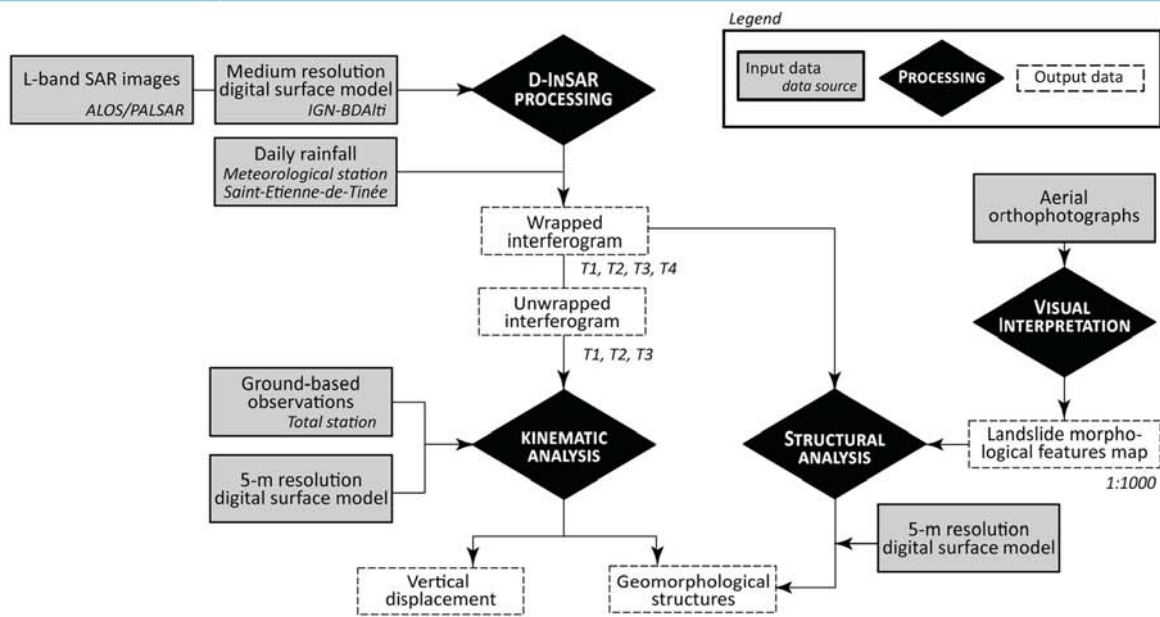 Legend
Input data
data source
PROCESSING
Output data
L-band SAR images
ALOS/PALSAR
Medium resolution
digital surface model
IGN-BDAlti
D-INSAR
PROCESSING
Daily rainfall
Meteorological station
Saint-Etienne-de-Tinée
Wrapped
interferogram
T1, T2, T3, T4
Unwrapped
interferogram
T1, T2, T3
Aerial
orthophotographs
VISUAL
INTERPRETATION
Ground-based
observations
Total station
5-m resolution
digital surface model
KINEMATIC
ANALYSIS
STRUCTURAL
ANALYSIS
Landslide morpho-
logical features map
1:1000
5-m resolution
digital surface model
Vertical
displacement
Geomorphological
structures